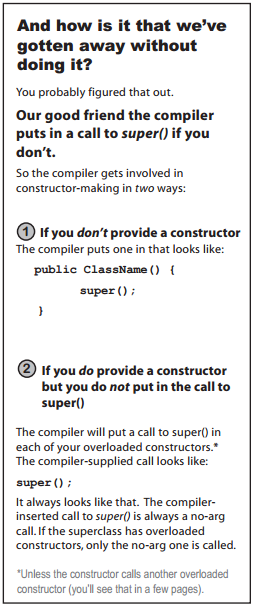 And how is it that we've
gotten away without
doing it?
You probably figured that out.
Our good friend the compiler
puts in a call to super() if you
don't.
So the compiler gets involved in
constructor-making in two ways:
1 If you don't provide a constructor
The compiler puts one in that looks like:
public ClassName() {
super();
}
2 If you do provide a constructor
but you do not put in the call to
super()
The compiler will put a call to super() in
each of your overloaded constructors.*
The compiler-supplied call looks like:
super();
It always looks like that. The compiler-
inserted call to super() is always a no-arg
call. If the superclass has overloaded
constructors, only the no-arg one is called.
*Unless the constructor calls another overloaded
constructor (you'll see that in a few pages).